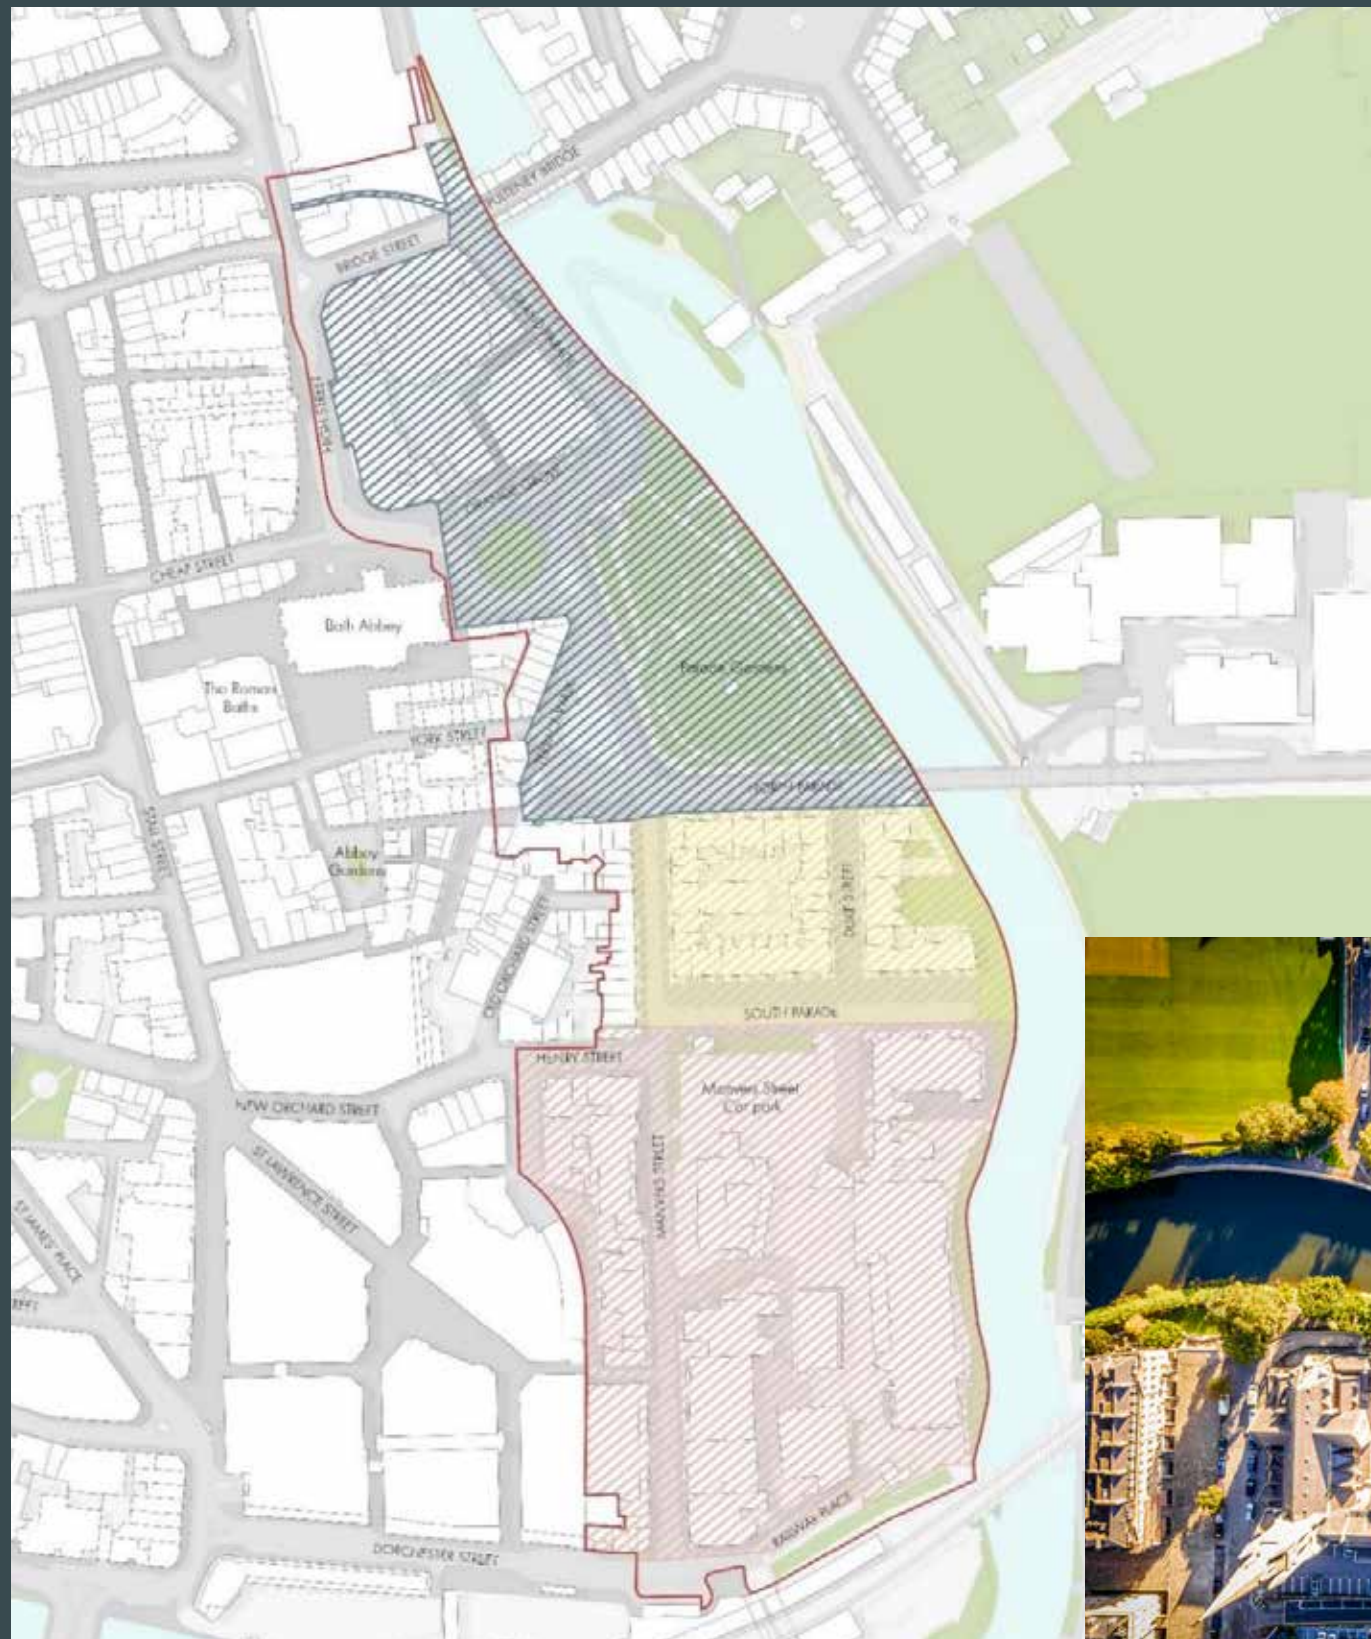 PULTENEY BRIDGE
BRIDGE STREET
GRAND PARADE
HIGH STREET
ORANGE GROVE
CHEAP STREET
Bath Abbey
The Roman
Baths
Parade Gardens
YORK STREET
NORTH PARADE
STALL STREET
Abbey
Gardens
DUKE STREET
OLD ORCHARD STREET
SOUTH PARADE
HENRY STREET
Manvers Street
Car park
NEW ORCHARD STREET
ST LAWRENCE STREET
MANVERS STREET
ST JAMES' PLACE
REET
RAILWAY PLACE
DORCHESTER STREET